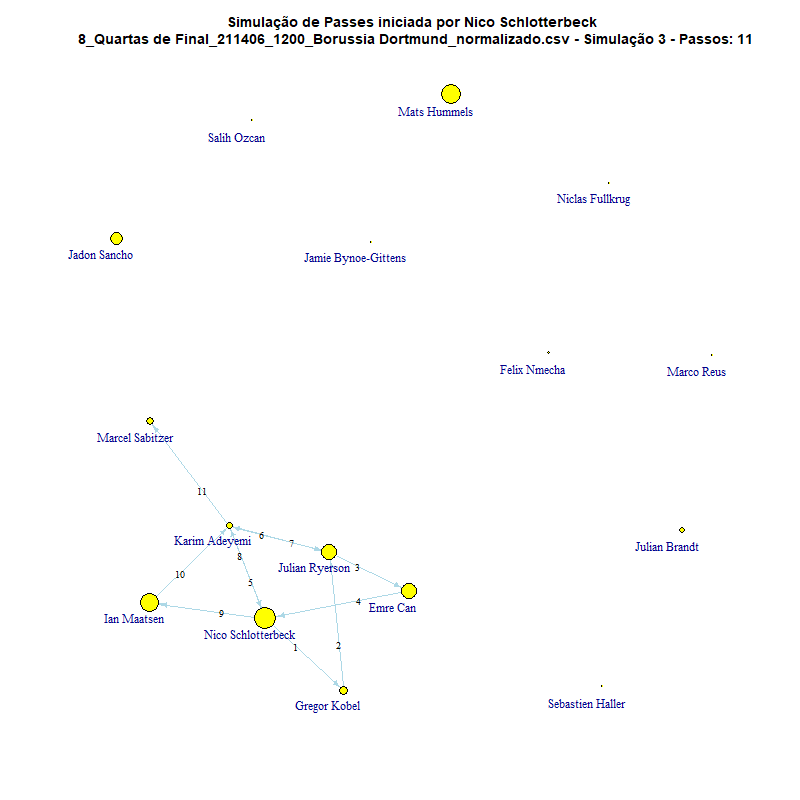 Simulação de Passes iniciada por Nico Schlotterbeck
8_Quartas de Final_211406_1200_Borussia Dortmund_normalizado.csv - Simulação 3 - Passos: 11
Mats Hummels
Salih Ozcan
Niclas Fullkrug
Jadon Sancho
Jamie Bynoe-Gittens
Felix Nmecha
Marco Reus
Marcel Sabitzer
11
Karim Adeyemi
6
7
Julian Brandt
8
Julian Ryerson
3
10
5
4
Emre Can
9
Ian Maatsen
Nico Schlotterbeck
1
2
Gregor Kobel
Sebastien Haller